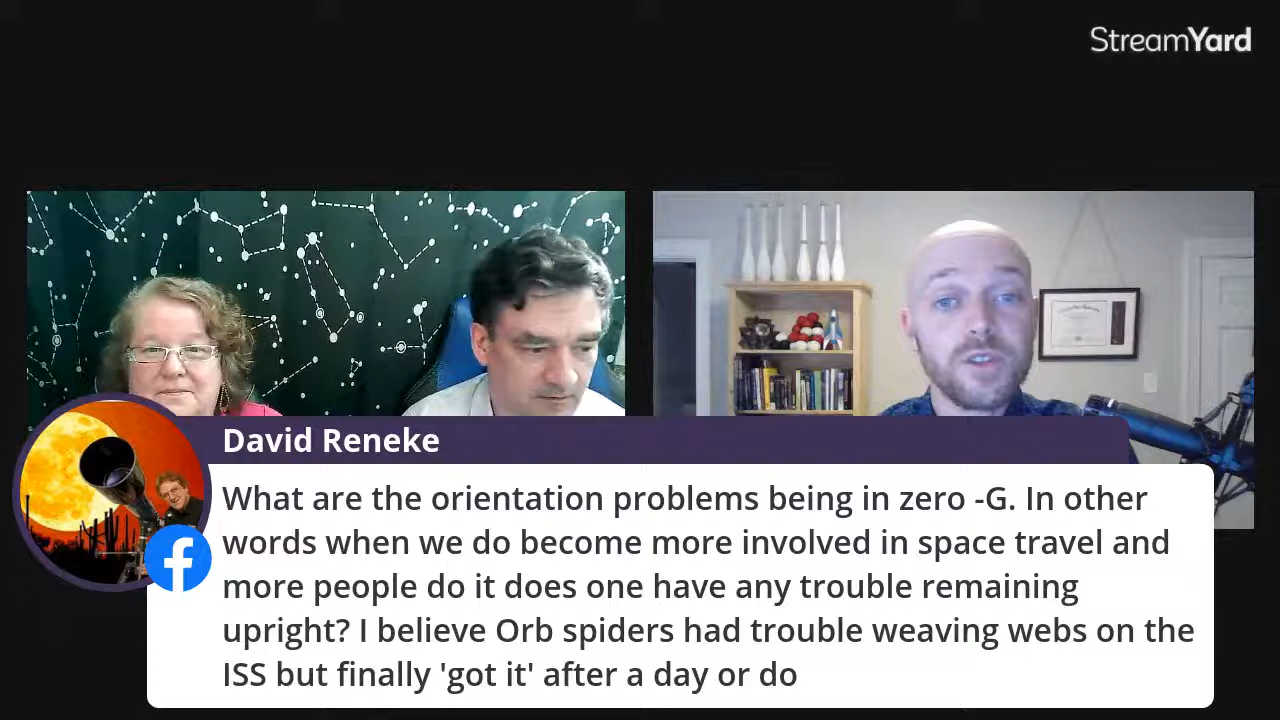 StreamYard
David Reneke
What are the orientation problems being in zero -G. In other
words when we do become more involved in space travel and
more people do it does one have any trouble remaining
upright? I believe Orb spiders had trouble weaving webs on the
ISS but finally 'got it' after a day or do